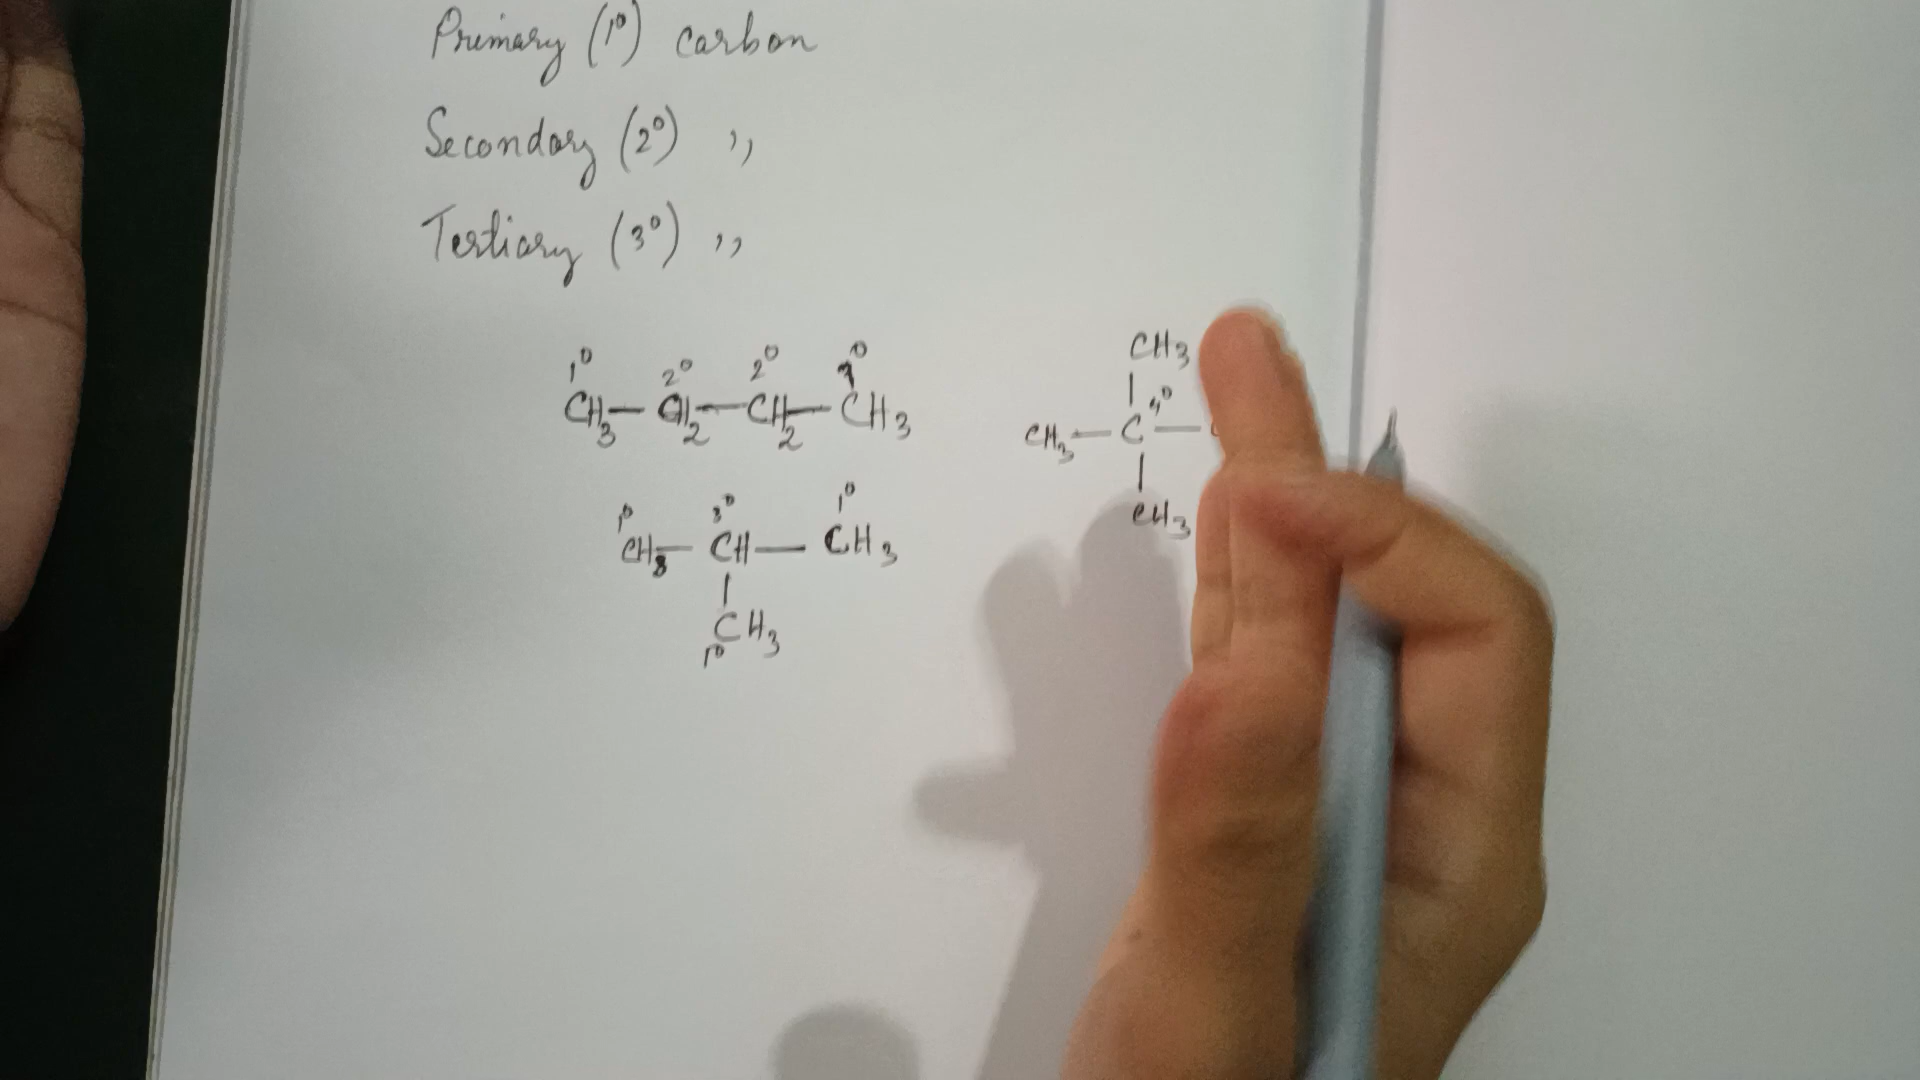 Primary (1°) carbon
Secondary (2°) ,,
Tertiary (3°) ,,
1° 2° 2° 1°
CH3—CH2—CH2—CH3
1° 3° 1°
CH3—CH—CH3
|
CH3
1°
CH3
|
CH3—C4°—
|
CH3